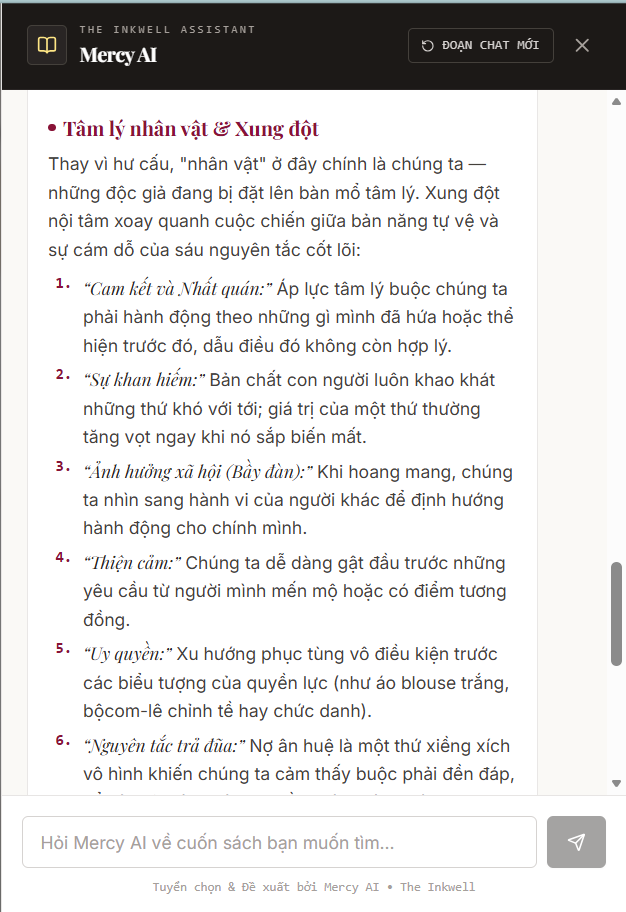 THE INKWELL ASSISTANT
Mercy AI
ĐOẠN CHAT MỚI
• Tâm lý nhân vật & Xung đột
Thay vì hư cấu, "nhân vật" ở đây chính là chúng ta —
những độc giả đang bị đặt lên bàn mổ tâm lý. Xung đột
nội tâm xoay quanh cuộc chiến giữa bản năng tự vệ và
sự cám dỗ của sáu nguyên tắc cốt lõi:
1. “Cam kết và Nhất quán:” Áp lực tâm lý buộc chúng ta
phải hành động theo những gì mình đã hứa hoặc thể
hiện trước đó, dẫu điều đó không còn hợp lý.
2. “Sự khan hiếm:” Bản chất con người luôn khao khát
những thứ khó với tới; giá trị của một thứ thường
tăng vọt ngay khi nó sắp biến mất.
3. “Ảnh hưởng xã hội (Bầy đàn):” Khi hoang mang, chúng
ta nhìn sang hành vi của người khác để định hướng
hành động cho chính mình.
4. “Thiện cảm:” Chúng ta dễ dàng gật đầu trước những
yêu cầu từ người mình mến mộ hoặc có điểm tương
đồng.
5. “Uy quyền:” Xu hướng phục tùng vô điều kiện trước
các biểu tượng của quyền lực (như áo blouse trắng,
bộcom-lê chỉnh tề hay chức danh).
6. “Nguyên tắc trả đũa:” Nợ ân huệ là một thứ xiềng xích
vô hình khiến chúng ta cảm thấy buộc phải đền đáp,
Hỏi Mercy AI về cuốn sách bạn muốn tìm...
Tuyển chọn & Đề xuất bởi Mercy AI • The Inkwell